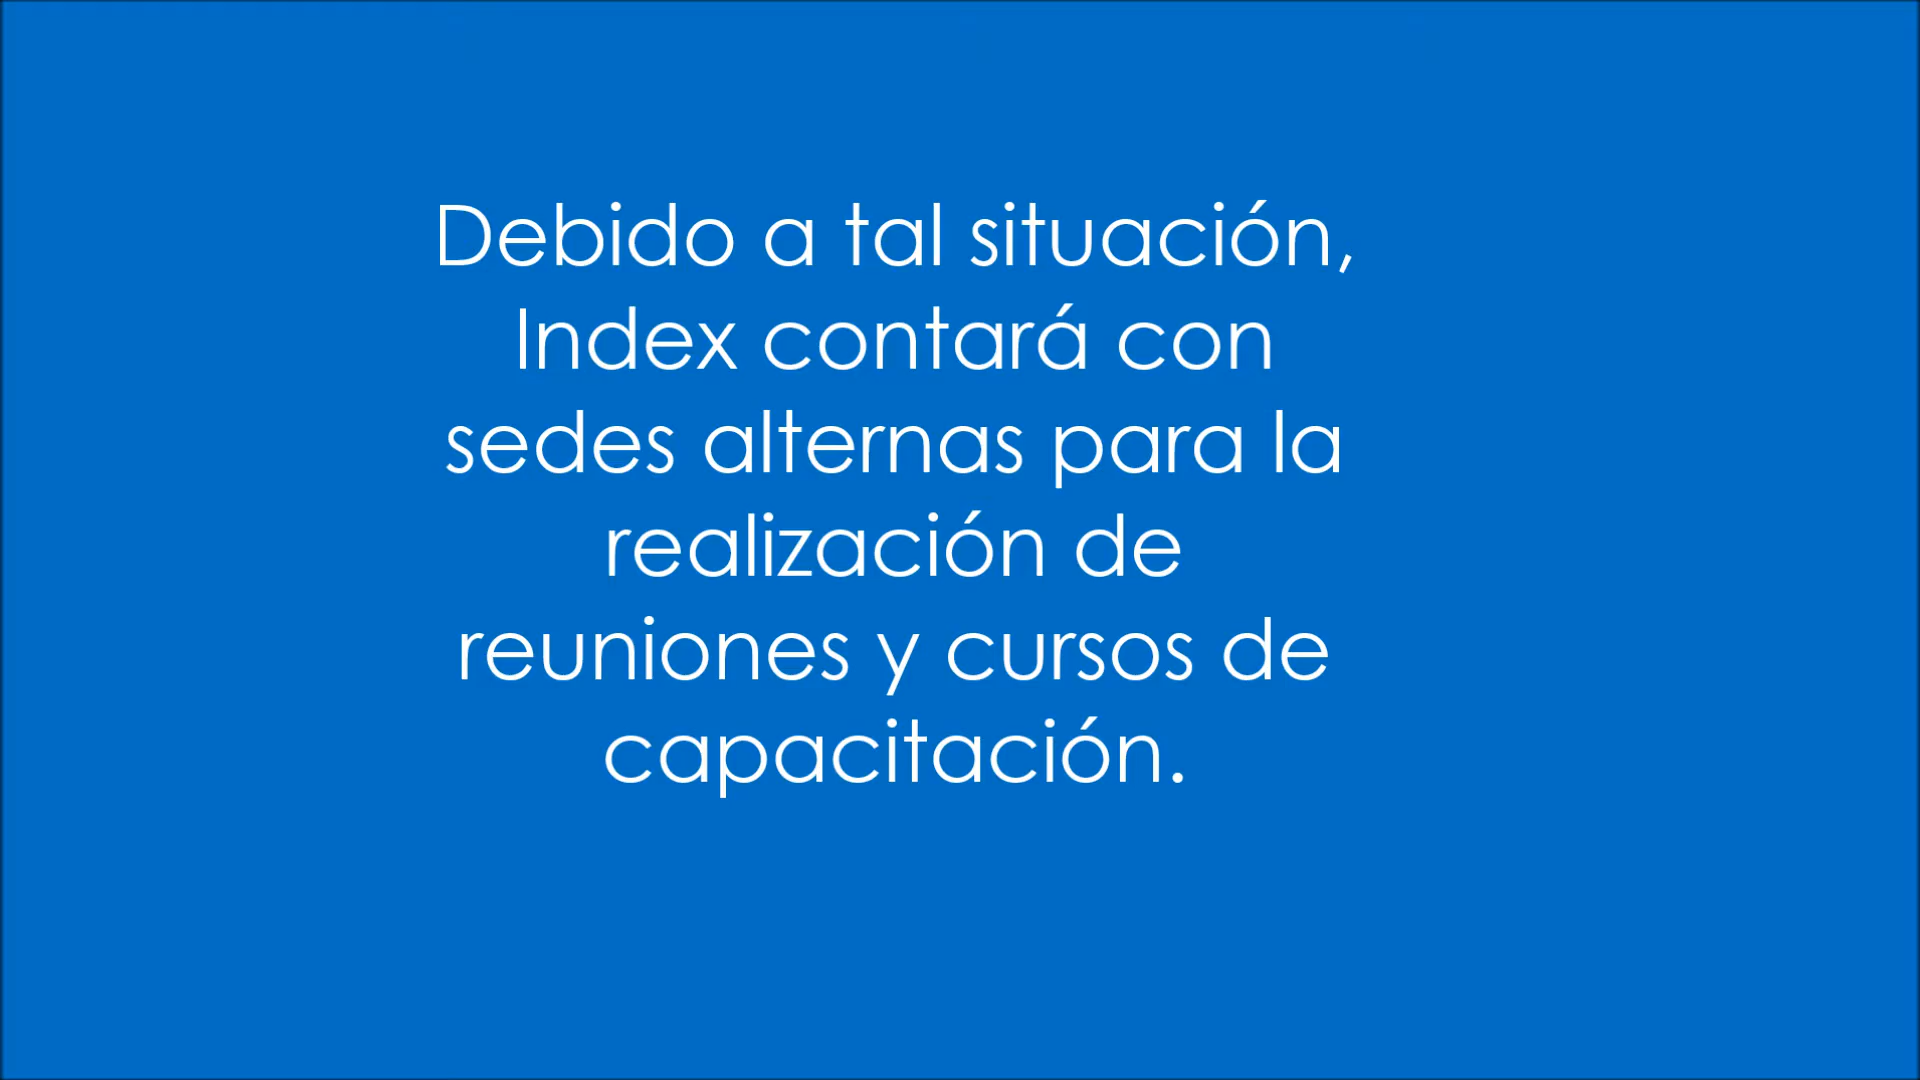 Debido a tal situación,
Index contará con
sedes alternas para la
realización de
reuniones y cursos de
capacitación.